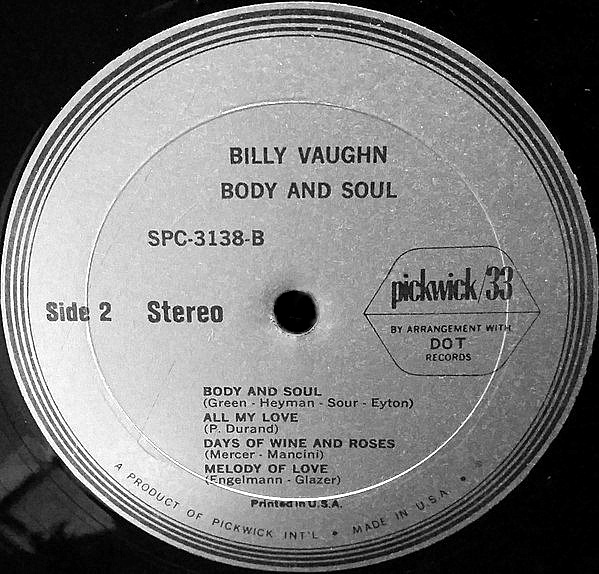 BILLY VAUGHN
BODY AND SOUL
SPC-3138-B
Side 2 Stereo
pickwick/33
BY ARRANGEMENT WITH
DOT
RECORDS
BODY AND SOUL
(Green - Heyman - Sour - Eyton)
ALL MY LOVE
(P. Durand)
DAYS OF WINE AND ROSES
(Mercer - Mancini)
MELODY OF LOVE
(Engelmann - Glazer)
Printed in U.S.A.
A PRODUCT OF PICKWICK INT'L • MADE IN U.S.A. •